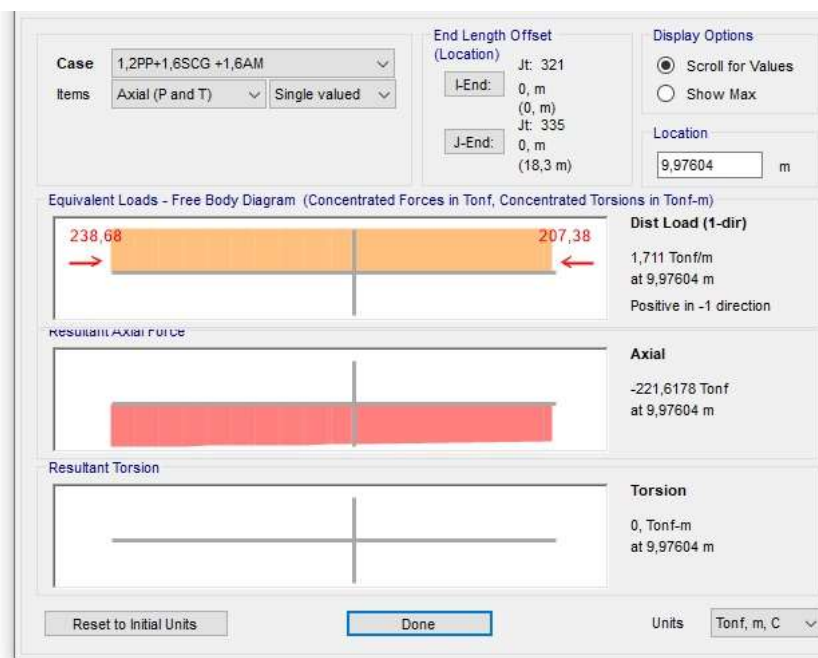 Case
1,2PP+1,6SCG +1,6AM
Items
Axial (P and T)
Single valued
End Length Offset
(Location)
I-End:
Jt: 321
0, m
(0, m)
J-End:
Jt: 335
0, m
(18,3 m)
Display Options
Scroll for Values
Show Max
Location
9,97604
m
Equivalent Loads - Free Body Diagram (Concentrated Forces in Tonf, Concentrated Torsions in Tonf-m)
238,68
207,38
Dist Load (1-dir)
1,711 Tonf/m
at 9,97604 m
Positive in -1 direction
Resultant Axial Force
Axial
-221,6178 Tonf
at 9,97604 m
Resultant Torsion
Torsion
0, Tonf-m
at 9,97604 m
Reset to Initial Units
Done
Units
Tonf, m, C